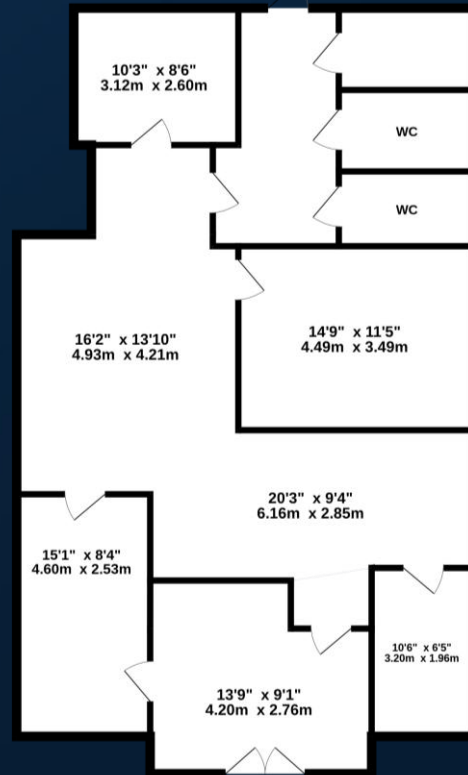 10'3" x 8'6"
3.12m x 2.60m
WC
WC
16'2" x 13'10"
4.93m x 4.21m
14'9" x 11'5"
4.49m x 3.49m
20'3" x 9'4"
6.16m x 2.85m
15'1" x 8'4"
4.60m x 2.53m
10'6" x 6'5"
3.20m x 1.96m
13'9" x 9'1"
4.20m x 2.76m